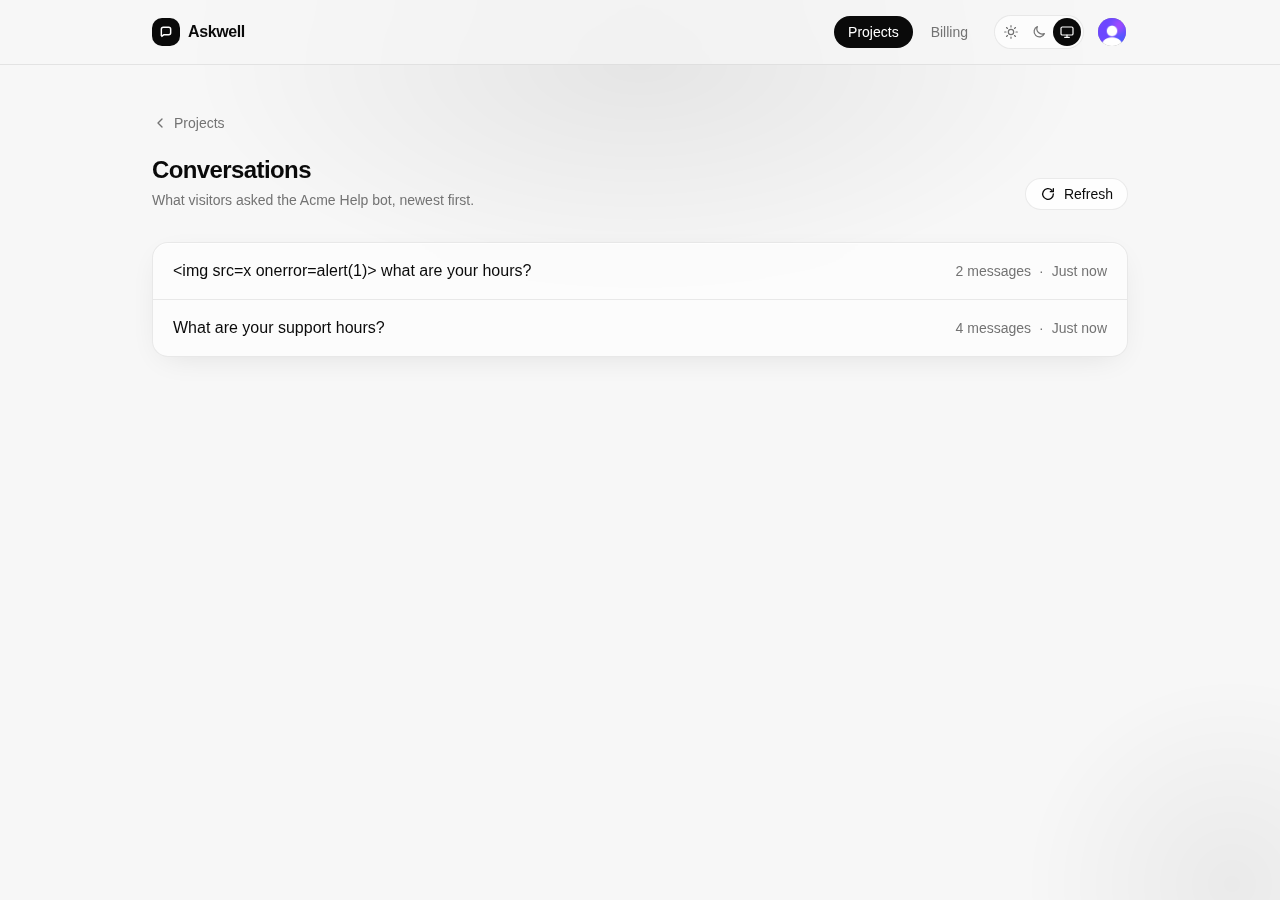 Askwell
Projects
Billing
Projects
Conversations
What visitors asked the Acme Help bot, newest first.
Refresh
<img src=x onerror=alert(1)> what are your hours?
2 messages · Just now
What are your support hours?
4 messages · Just now